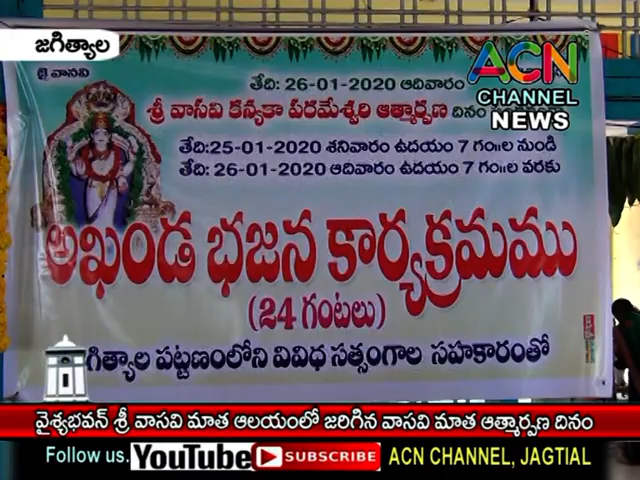 జగిత్యాల
జై వాసవి
తేది: 26-01-2020 ఆదివారం
ACN
CHANNEL
NEWS
శ్రీ వాసవి కన్యకా పరమేశ్వరి ఆత్మార్పణ దినం
తేది:25-01-2020 శనివారం ఉదయం 7 గం॥ల నుండి
తేది: 26-01-2020 ఆదివారం ఉదయం 7 గం॥ల వరకు
అఖండ భజన కార్యక్రమము
(24 గంటలు)
గిత్యాల పట్టణంలోని వివిధ సత్సంగాల సహకారంతో
వైశ్యభవన్ శ్రీ వాసవి మాత ఆలయంలో జరిగిన వాసవి మాత ఆత్మార్పణ దినం
Follow us. YouTube SUBSCRIBE ACN CHANNEL, JAGTIAL